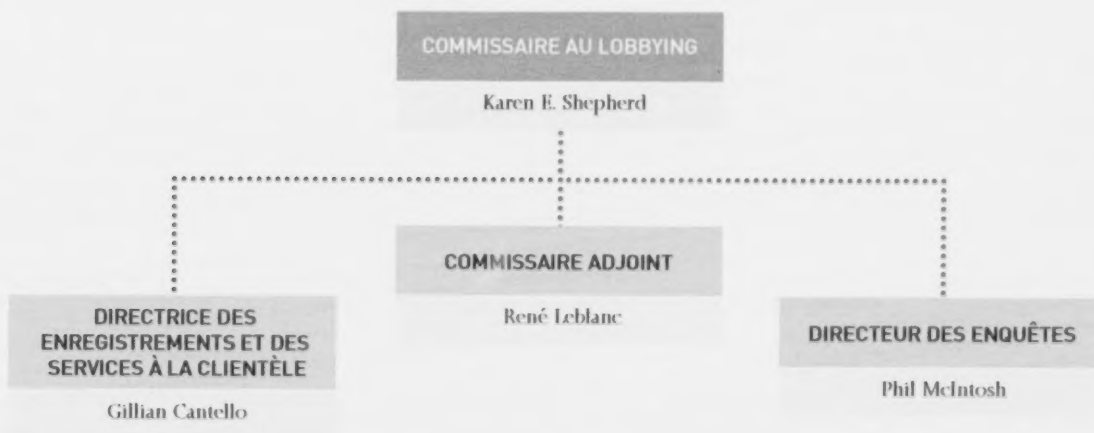 COMMISSAIRE AU LOBBYING
Karen E. Shepherd
COMMISSAIRE ADJOINT
René Leblanc
DIRECTRICE DES
ENREGISTREMENTS ET DES
SERVICES À LA CLIENTÈLE
Gillian Cantello
DIRECTEUR DES ENQUÊTES
Phil McIntosh